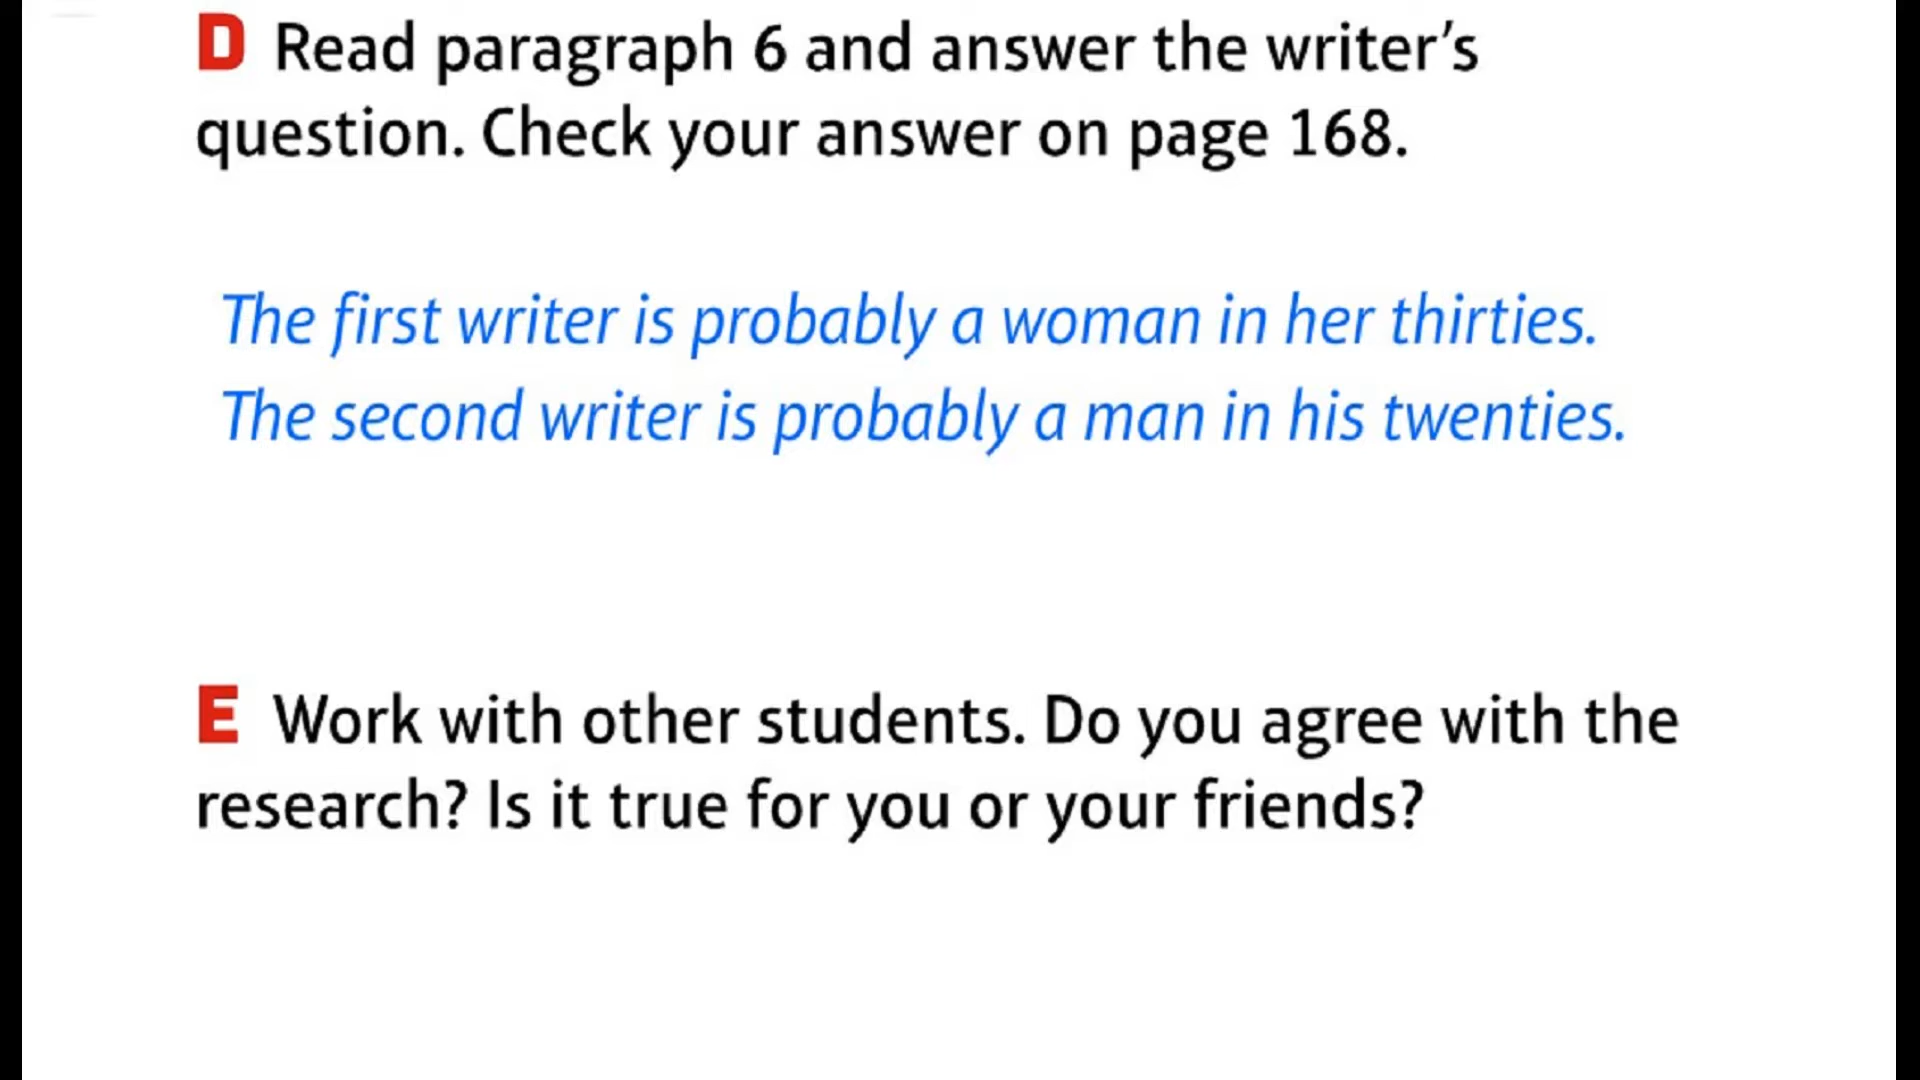 D Read paragraph 6 and answer the writer’s
question. Check your answer on page 168.
The first writer is probably a woman in her thirties.
The second writer is probably a man in his twenties.
E Work with other students. Do you agree with the
research? Is it true for you or your friends?